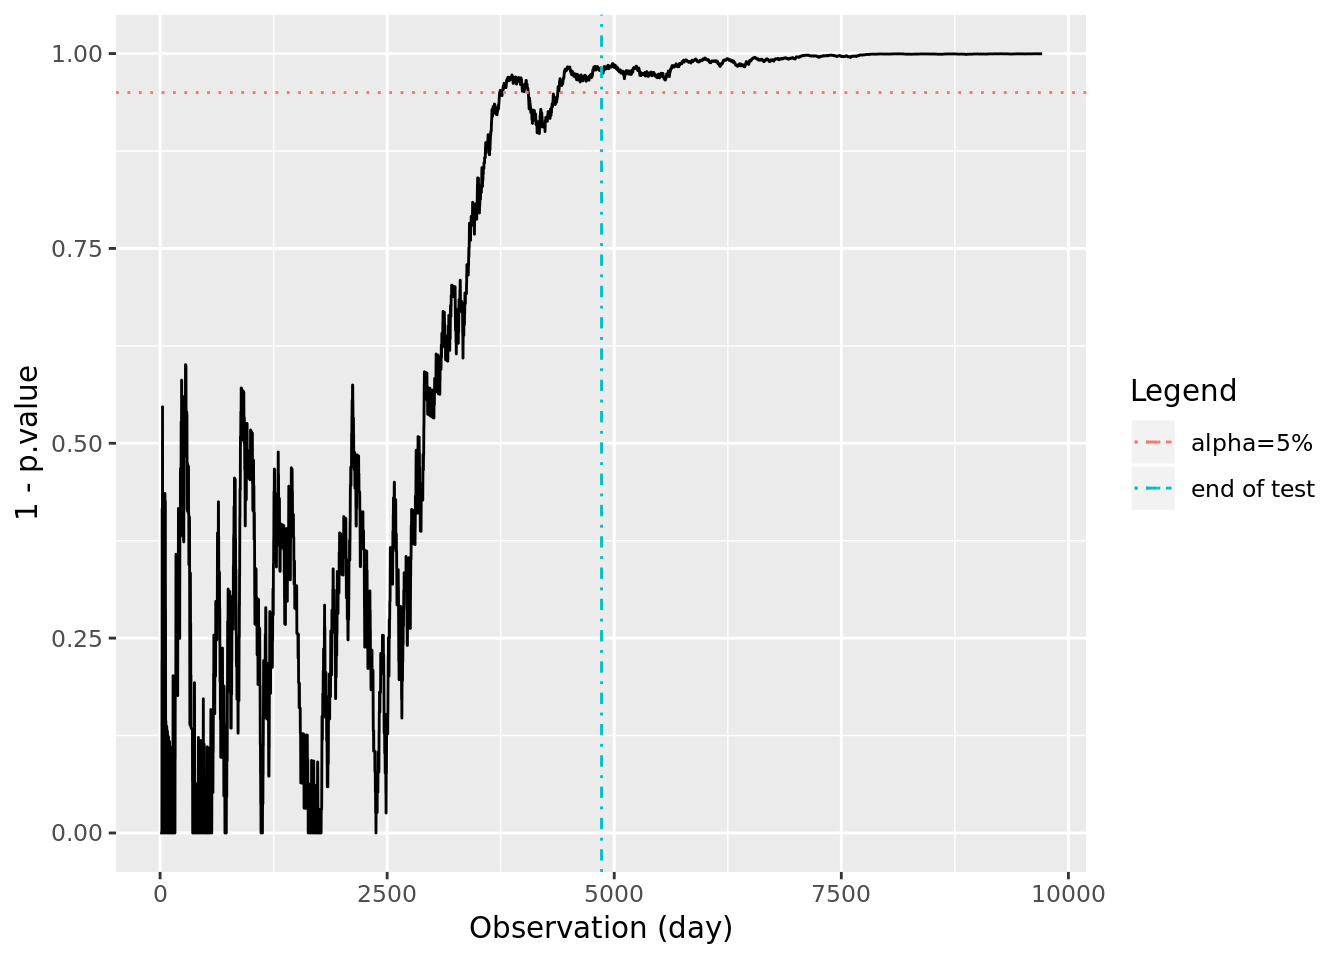 1.00
0.75
0.50
0.25
0.00
1 - p.value
0
2500
5000
7500
10000
Observation (day)
Legend
alpha=5%
end of test